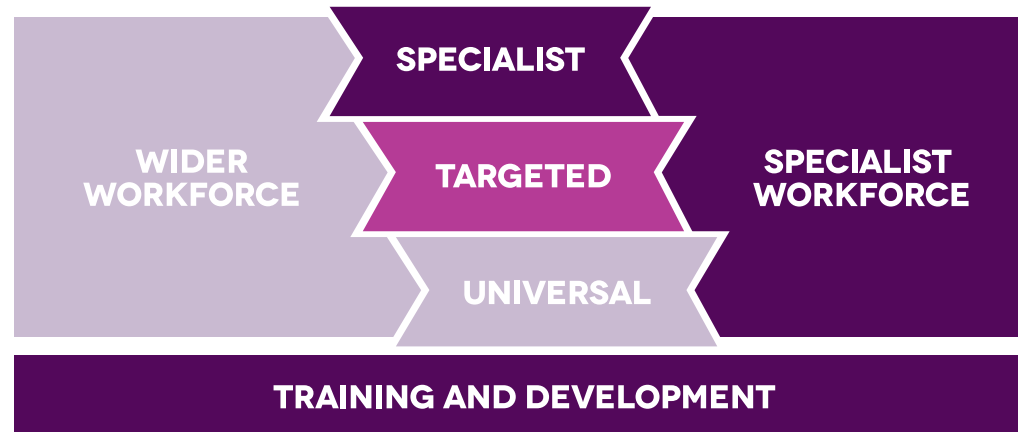 SPECIALIST
WIDER
WORKFORCE
TARGETED
SPECIALIST
WORKFORCE
UNIVERSAL
TRAINING AND DEVELOPMENT